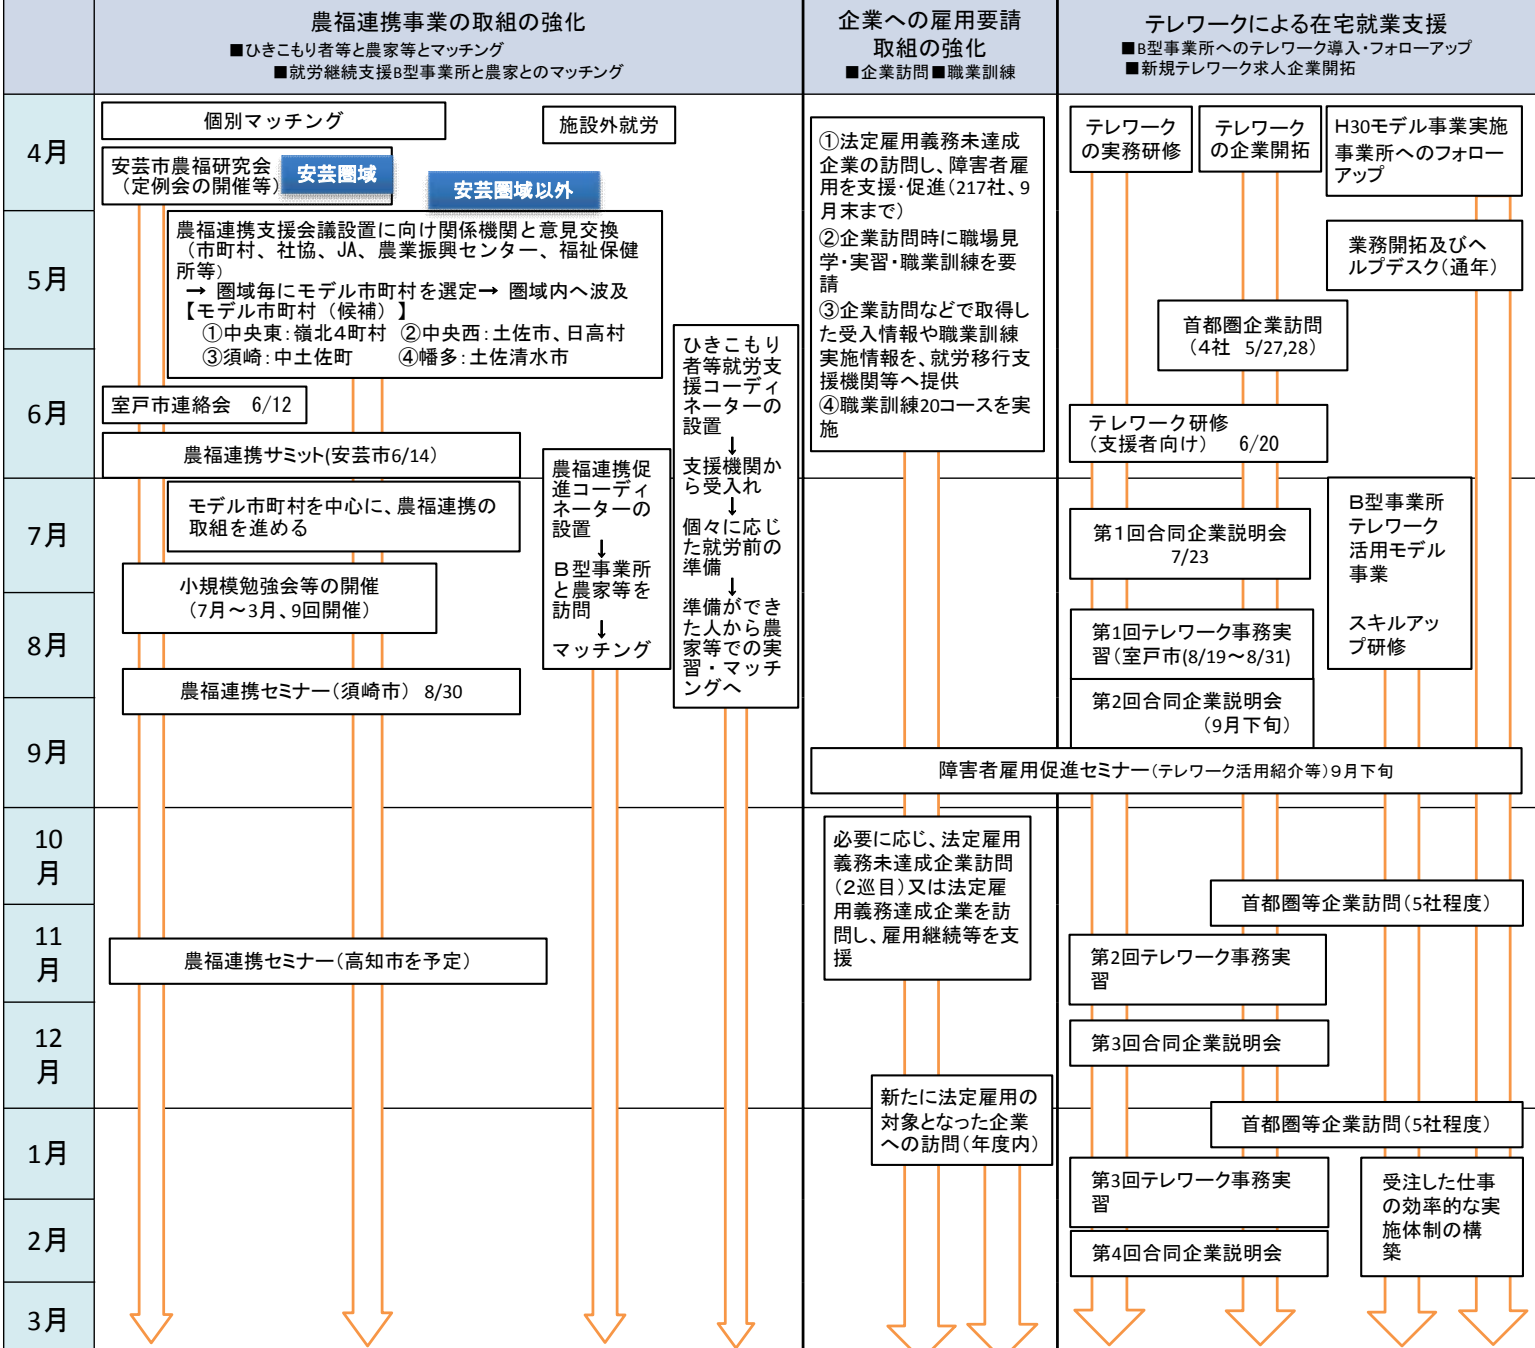 農福連携事業の取組の強化
■ひきこもり者等と農家等とマッチング
■就労継続支援B型事業所と農家とのマッチング
企業への雇用要請
取組の強化
■企業訪問■職業訓練
テレワークによる在宅就業支援
■B型事業所へのテレワーク導入・フォローアップ
■新規テレワーク求人企業開拓
4月
5月
6月
7月
8月
9月
10
月
11
月
12
月
1月
2月
3月
個別マッチング
施設外就労
安芸市農福研究会
（定例会の開催等）
安芸圏域
安芸圏域以外
農福連携支援会議設置に向け関係機関と意見交換
（市町村、社協、JA、農業振興センター、福祉保健
所等）
→ 圏域毎にモデル市町村を選定→ 圏域内へ波及
【モデル市町村（候補）】
①中央東：嶺北4町村 ②中央西：土佐市、日高村
③須崎：中土佐町 ④幡多：土佐清水市
室戸市連絡会 6/12
農福連携サミット(安芸市6/14)
モデル市町村を中心に、農福連携の
取組を進める
小規模勉強会等の開催
（7月～3月、9回開催）
農福連携セミナー（須崎市） 8/30
農福連携セミナー（高知市を予定）
農福連携促
進コーディ
ネーターの
設置
↓
Ｂ型事業所
と農家等を
訪問
↓
マッチング
ひきこもり
者等就労支
援コーディ
ネーターの
設置
↓
支援機関か
ら受入れ
↓
個々に応じ
た就労前の
準備
↓
準備ができ
た人から農
家等での実
習・マッチ
ングへ
①法定雇用義務未達成
企業の訪問し、障害者雇
用を支援・促進（217社、9
月末まで）
②企業訪問時に職場見
学・実習・職業訓練を要
請
③企業訪問などで取得し
た受入情報や職業訓練
実施情報を、就労移行支
援機関等へ提供
④職業訓練20コースを実
施
必要に応じ、法定雇用
義務未達成企業訪問
（2巡目）又は法定雇
用義務達成企業を訪
問し、雇用継続等を支
援
新たに法定雇用の
対象となった企業
への訪問（年度内）
テレワーク
の実務研修
テレワーク
の企業開拓
H30モデル事業実施
事業所へのフォロー
アップ
業務開拓及びヘ
ルプデスク（通年）
首都圏企業訪問
（4社 5/27,28）
テレワーク研修
（支援者向け） 6/20
第1回合同企業説明会
7/23
Ｂ型事業所
テレワーク
活用モデル
事業
スキルアッ
プ研修
第1回テレワーク事務実
習（室戸市(8/19～8/31)
第2回合同企業説明会
（9月下旬）
障害者雇用促進セミナー（テレワーク活用紹介等）９月下旬
首都圏等企業訪問（5社程度）
第2回テレワーク事務実
習
第3回合同企業説明会
首都圏等企業訪問（5社程度）
第3回テレワーク事務実
習
第4回合同企業説明会
受注した仕事
の効率的な実
施体制の構
築